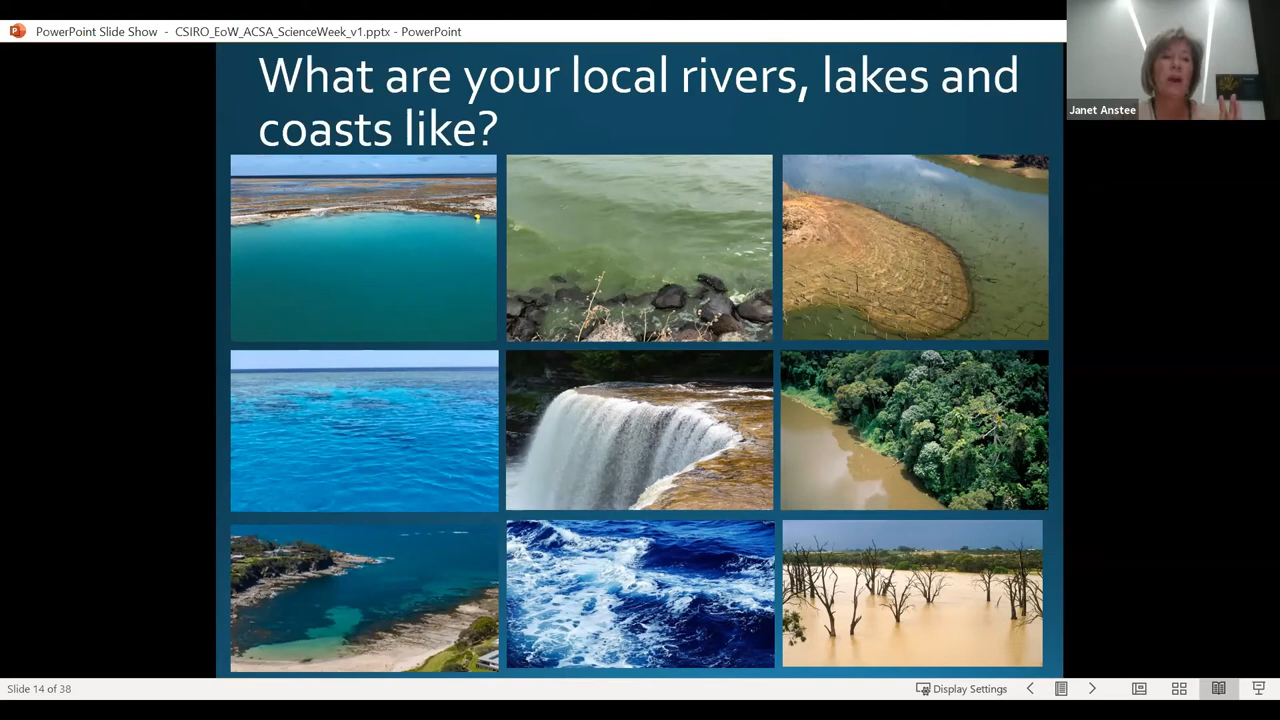 PowerPoint Slide Show - CSIRO_EoW_ACSA_ScienceWeek_v1.pptx - PowerPoint
What are your local rivers, lakes and
coasts like?
Janet Anstee
Slide 14 of 38
Display Settings